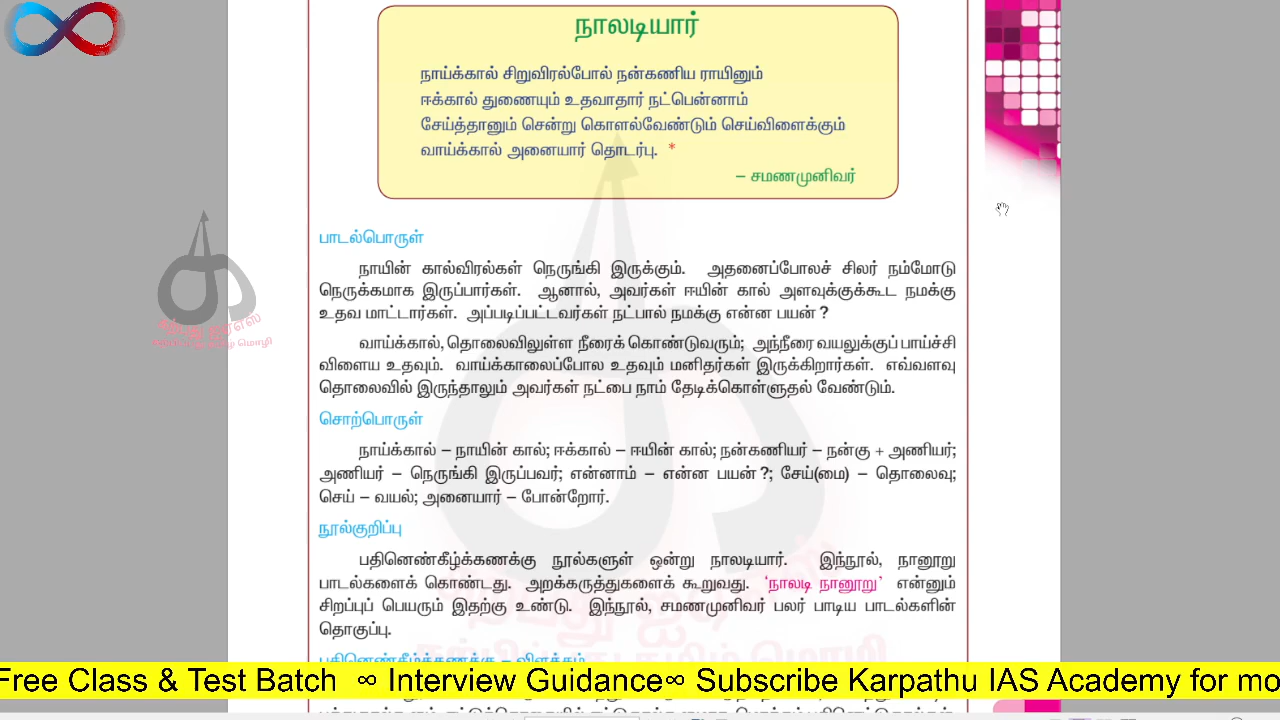 நாலடியார்
நாய்க்கால் சிறுவிரல்போல் நன்கணிய ராயினும்
ஈக்கால் துணையும் உதவாதார் நட்பென்னாம்
சேய்த்தானும் சென்று கொளல்வேண்டும் செய்விளைக்கும்
வாய்க்கால் அனையார் தொடர்பு. *
– சமணமுனிவர்
பாடல்பொருள்
நாயின் கால்விரல்கள் நெருங்கி இருக்கும். அதனைப்போலச் சிலர் நம்மோடு
நெருக்கமாக இருப்பார்கள். ஆனால், அவர்கள் ஈயின் கால் அளவுக்குக்கூட நமக்கு
உதவ மாட்டார்கள். அப்படிப்பட்டவர்கள் நட்பால் நமக்கு என்ன பயன் ?
வாய்க்கால், தொலைவிலுள்ள நீரைக் கொண்டுவரும்; அந்நீரை வயலுக்குப் பாய்ச்சி
விளைய உதவும். வாய்க்காலைப்போல உதவும் மனிதர்கள் இருக்கிறார்கள். எவ்வளவு
தொலைவில் இருந்தாலும் அவர்கள் நட்பை நாம் தேடிக்கொள்ளுதல் வேண்டும்.
சொற்பொருள்
நாய்க்கால் – நாயின் கால்; ஈக்கால் – ஈயின் கால்; நன்கணியர் – நன்கு + அணியர்;
அணியர் – நெருங்கி இருப்பவர்; என்னாம் – என்ன பயன் ?; சேய்(மை) – தொலைவு;
செய் – வயல்; அனையார் – போன்றோர்.
நூல்குறிப்பு
பதினெண்கீழ்க்கணக்கு நூல்களுள் ஒன்று நாலடியார். இந்நூல், நானூறு
பாடல்களைக் கொண்டது. அறக்கருத்துகளைக் கூறுவது. ‘நாலடி நானூறு’ என்னும்
சிறப்புப் பெயரும் இதற்கு உண்டு. இந்நூல், சமணமுனிவர் பலர் பாடிய பாடல்களின்
தொகுப்பு.
பதினெண்கீழ்க்கணக்கு – விளக்கம்
Free Class & Test Batch ∞ Interview Guidance∞ Subscribe Karpathu IAS Academy for mo